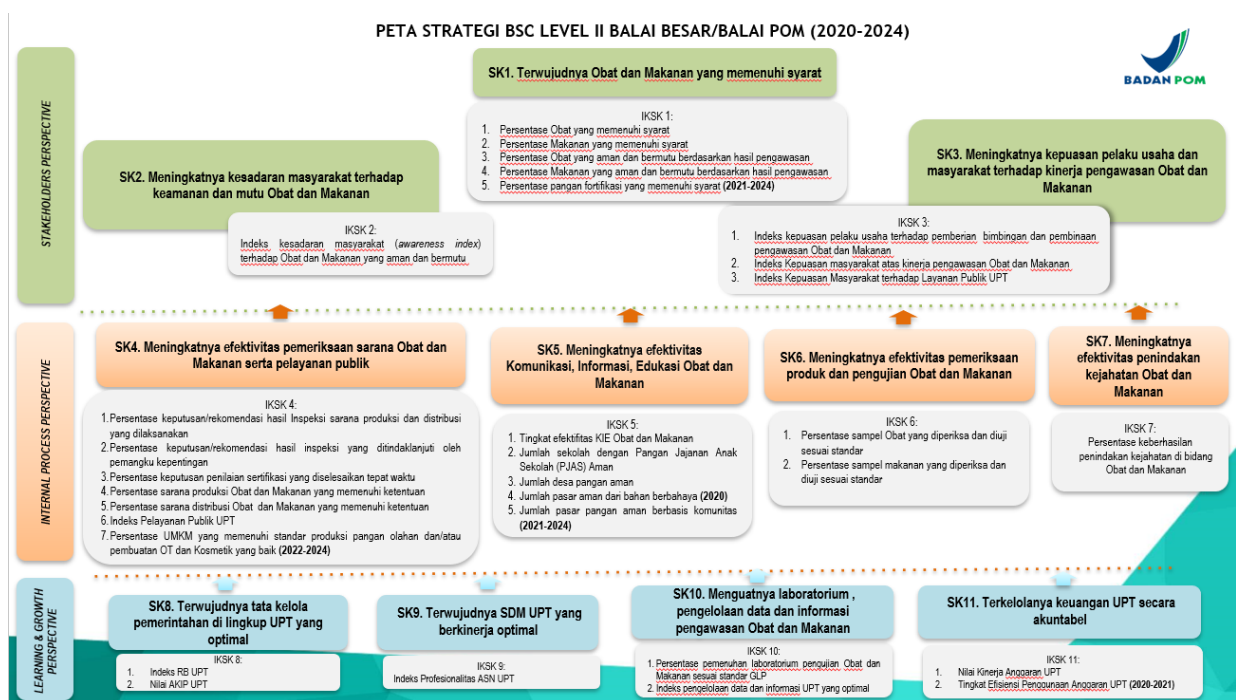 PETA STRATEGI BSC LEVEL II BALAI BESAR/BALAI POM (2020-2024)
BADAN POM
STAKEHOLDERS PERSPECTIVE
SK1. Terwujudnya Obat dan Makanan yang memenuhi syarat
IKSK 1:
1. Persentase Obat yang memenuhi syarat
2. Persentase Makanan yang memenuhi syarat
3. Persentase Obat yang aman dan bermutu berdasarkan hasil pengawasan
4. Persentase Makanan yang aman dan bermutu berdasarkan hasil pengawasan
5. Persentase pangan fortifikasi yang memenuhi syarat (2021-2024)
SK2. Meningkatnya kesadaran masyarakat terhadap
keamanan dan mutu Obat dan Makanan
IKSK 2:
Indeks kesadaran masyarakat (awareness index)
terhadap Obat dan Makanan yang aman dan bermutu
SK3. Meningkatnya kepuasan pelaku usaha dan
masyarakat terhadap kinerja pengawasan Obat dan
Makanan
IKSK 3:
1. Indeks kepuasan pelaku usaha terhadap pemberian bimbingan dan pembinaan
pengawasan Obat dan Makanan
2. Indeks Kepuasan masyarakat atas kinerja pengawasan Obat dan Makanan
3. Indeks Kepuasan Masyarakat terhadap Layanan Publik UPT
INTERNAL PROCESS PERSPECTIVE
SK4. Meningkatnya efektivitas pemeriksaan sarana Obat dan
Makanan serta pelayanan publik
IKSK 4:
1. Persentase keputusan/rekomendasi hasil Inspeksi sarana produksi dan distribusi
yang dilaksanakan
2. Persentase keputusan/rekomendasi hasil inspeksi yang ditindaklanjuti oleh
pemangku kepentingan
3. Persentase keputusan penilaian sertifikasi yang diselesaikan tepat waktu
4. Persentase sarana produksi Obat dan Makanan yang memenuhi ketentuan
5. Persentase sarana distribusi Obat dan Makanan yang memenuhi ketentuan
6. Indeks Pelayanan Publik UPT
7. Persentase UMKM yang memenuhi standar produksi pangan olahan dan/atau
pembuatan OT dan Kosmetik yang baik (2022-2024)
SK5. Meningkatnya efektivitas
Komunikasi, Informasi, Edukasi Obat dan
Makanan
IKSK 5:
1. Tingkat efektifitas KIE Obat dan Makanan
2. Jumlah sekolah dengan Pangan Jajanan Anak
Sekolah (PJAS) Aman
3. Jumlah desa pangan aman
4. Jumlah pasar aman dari bahan berbahaya (2020)
5. Jumlah pasar pangan aman berbasis komunitas
(2021-2024)
SK6. Meningkatnya efektivitas pemeriksaan
produk dan pengujian Obat dan Makanan
IKSK 6:
1. Persentase sampel Obat yang diperiksa dan diuji
sesuai standar
2. Persentase sampel makanan yang diperiksa dan
diuji sesuai standar
SK7. Meningkatnya
efektivitas penindakan
kejahatan Obat dan
Makanan
IKSK 7:
Persentase keberhasilan
penindakan kejahatan di bidang
Obat dan Makanan
LEARNING & GROWTH
PERSPECTIVE
SK8. Terwujudnya tata kelola
pemerintahan di lingkup UPT yang
optimal
IKSK 8:
1. Indeks RB UPT
2. Nilai AKIP UPT
SK9. Terwujudnya SDM UPT yang
berkinerja optimal
IKSK 9:
Indeks Profesionalitas ASN UPT
SK10. Menguatnya laboratorium ,
pengelolaan data dan informasi
pengawasan Obat dan Makanan
IKSK 10:
1. Persentase pemenuhan laboratorium pengujian Obat dan
Makanan sesuai standar GLP
2. Indeks pengelolaan data dan informasi UPT yang optimal
SK11. Terkelolanya keuangan UPT secara
akuntabel
IKSK 11:
1. Nilai Kinerja Anggaran UPT
2. Tingkat Efisiensi Penggunaan Anggaran UPT (2020-2021)